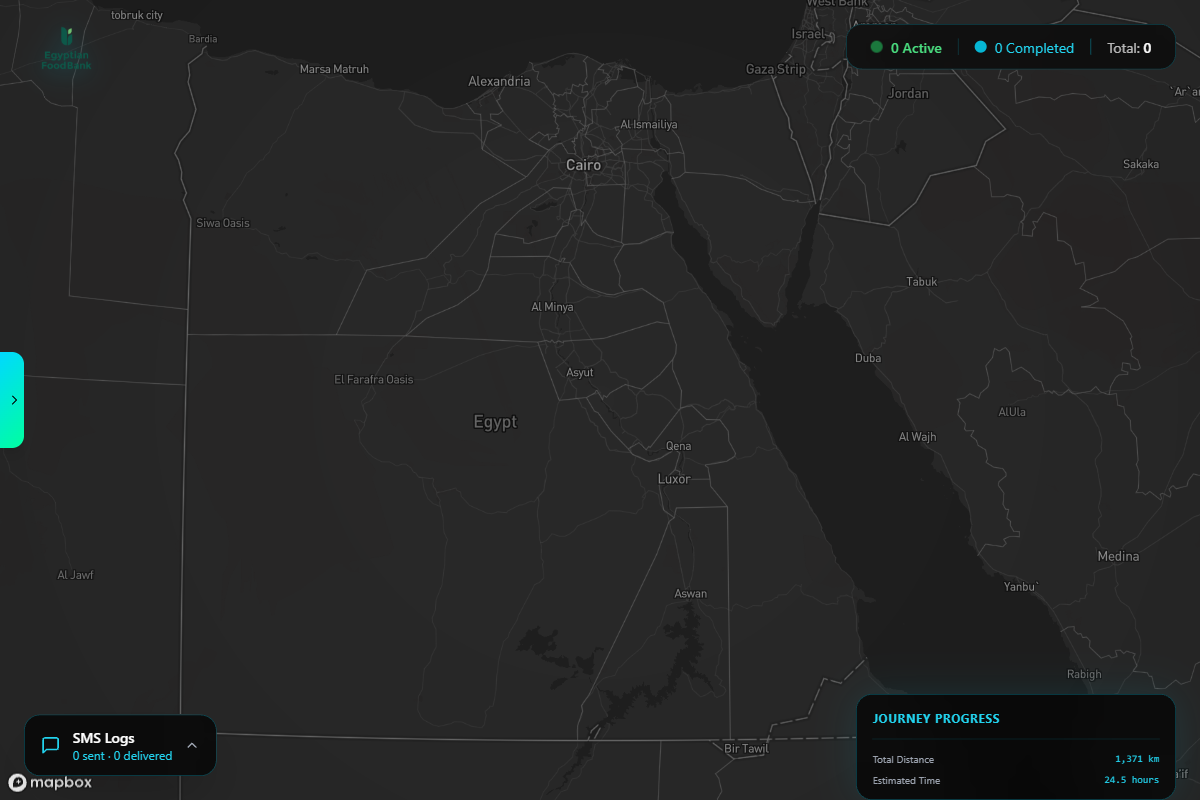 tobruk city
West Bank
Bardia
Egyptian
FoodBank
Israel
0 Active
0 Completed
Total: 0
Marsa Matruh
Alexandria
Gaza Strip
Jordan
Al Ismailiya
Cairo
Sakaka
Siwa Oasis
Tabuk
Al Minya
Duba
El Farafra Oasis
Asyut
AlUla
Egypt
Al Wajh
Qena
Luxor
Medina
Al Jawf
Yanbu`
Aswan
Rabigh
JOURNEY PROGRESS
SMS Logs
0 sent · 0 delivered
Bir Tawil
Total Distance
1,371 km
Estimated Time
24.5 hours
mapbox